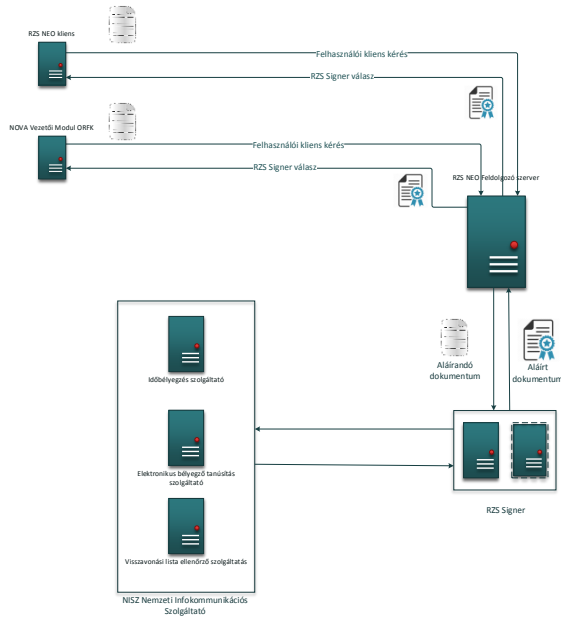 RZS NEO kliens
Felhasználói kliens kérés
RZS Signer válasz
NOVA Vezetői Modul ORFK
Felhasználói kliens kérés
RZS Signer válasz
RZS NEO Feldolgozó szerver
Aláírandó
dokumentum
Aláírt
dokumentum
Időbélyegzés szolgáltató
Elektronikus bélyegző tanúsítás
szolgáltató
Visszavonási lista ellenőrző szolgáltatás
RZS Signer
NISZ Nemzeti Infokommunikációs
Szolgáltató